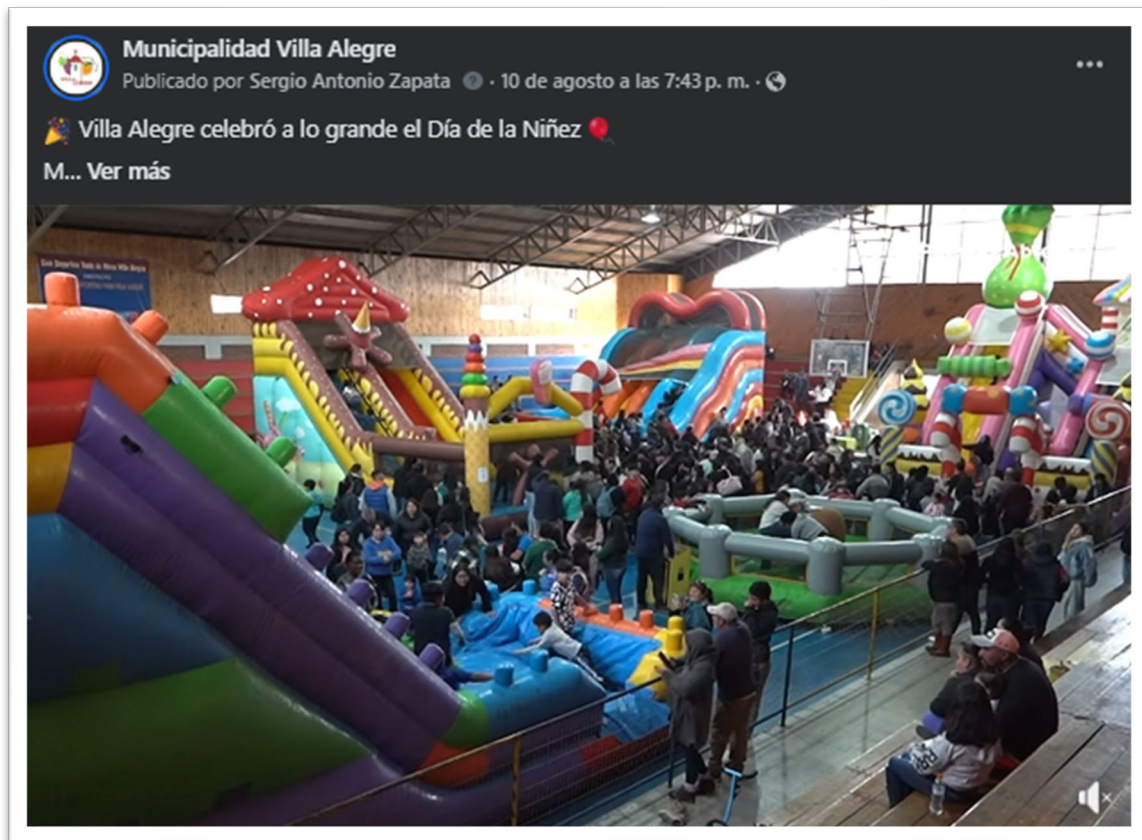 Municipalidad Villa Alegre
Publicado por Sergio Antonio Zapata · 10 de agosto a las 7:43 p. m. ·
🎉 Villa Alegre celebró a lo grande el Día de la Niñez 🎈
M... Ver más